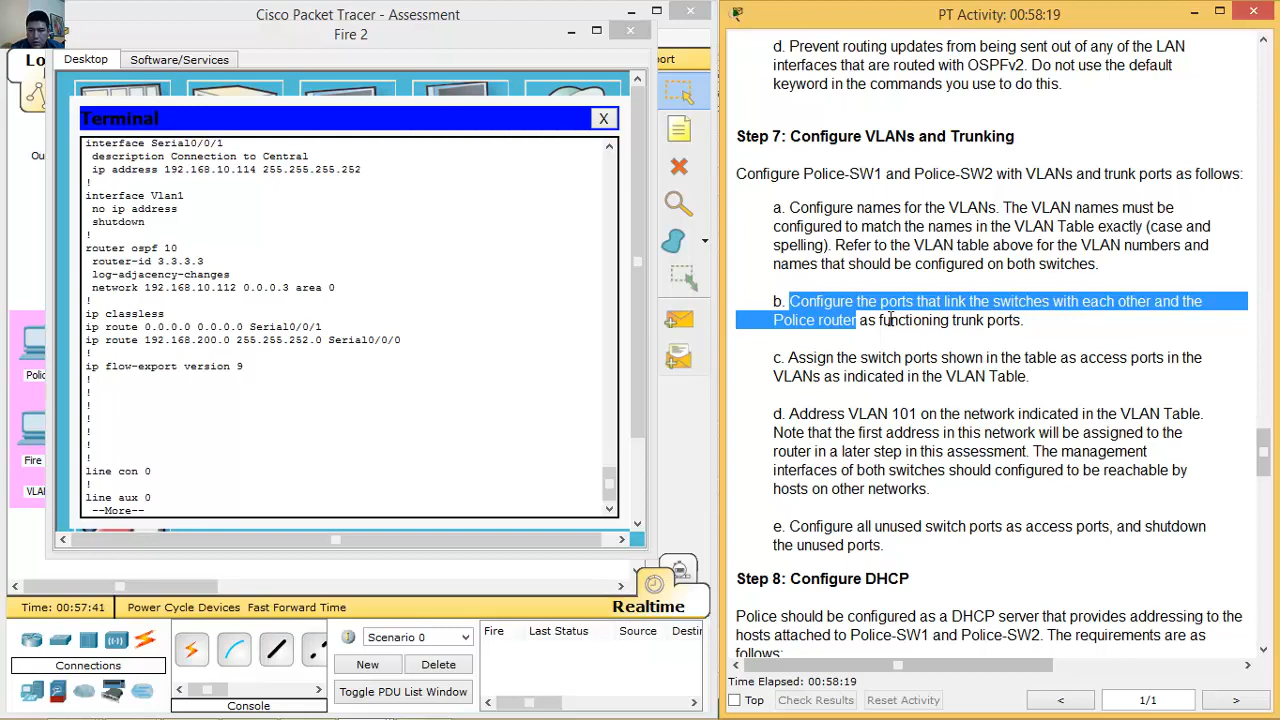 Cisco Packet Tracer - Assessment
Fire 2
Desktop
Software/Services
port
Terminal
X
interface Serial0/0/1
description Connection to Central
ip address 192.168.10.114 255.255.255.252
!
interface Vlan1
no ip address
shutdown
!
router ospf 10
router-id 3.3.3.3
log-adjacency-changes
network 192.168.10.112 0.0.0.3 area 0
!
ip classless
ip route 0.0.0.0 0.0.0.0 Serial0/0/1
ip route 192.168.200.0 255.255.252.0 Serial0/0/0
!
ip flow-export version 9
!
!
!
!
!
!
!
line con 0
!
line aux 0
--More--
Lo
Ou
Polic
Fire
VLAI
Time: 00:57:41
Power Cycle Devices Fast Forward Time
Realtime
Scenario 0
New
Delete
Toggle PDU List Window
Fire
Last Status
Source
Destin
Connections
Console
PT Activity: 00:58:19
d. Prevent routing updates from being sent out of any of the LAN
interfaces that are routed with OSPFv2. Do not use the default
keyword in the commands you use to do this.
Step 7: Configure VLANs and Trunking
Configure Police-SW1 and Police-SW2 with VLANs and trunk ports as follows:
a. Configure names for the VLANs. The VLAN names must be
configured to match the names in the VLAN Table exactly (case and
spelling). Refer to the VLAN table above for the VLAN numbers and
names that should be configured on both switches.
b. Configure the ports that link the switches with each other and the
Police router as functioning trunk ports.
c. Assign the switch ports shown in the table as access ports in the
VLANs as indicated in the VLAN Table.
d. Address VLAN 101 on the network indicated in the VLAN Table.
Note that the first address in this network will be assigned to the
router in a later step in this assessment. The management
interfaces of both switches should configured to be reachable by
hosts on other networks.
e. Configure all unused switch ports as access ports, and shutdown
the unused ports.
Step 8: Configure DHCP
Police should be configured as a DHCP server that provides addressing to the
hosts attached to Police-SW1 and Police-SW2. The requirements are as
follows:
Time Elapsed: 00:58:19
Top
Check Results
Reset Activity
<
1/1
>